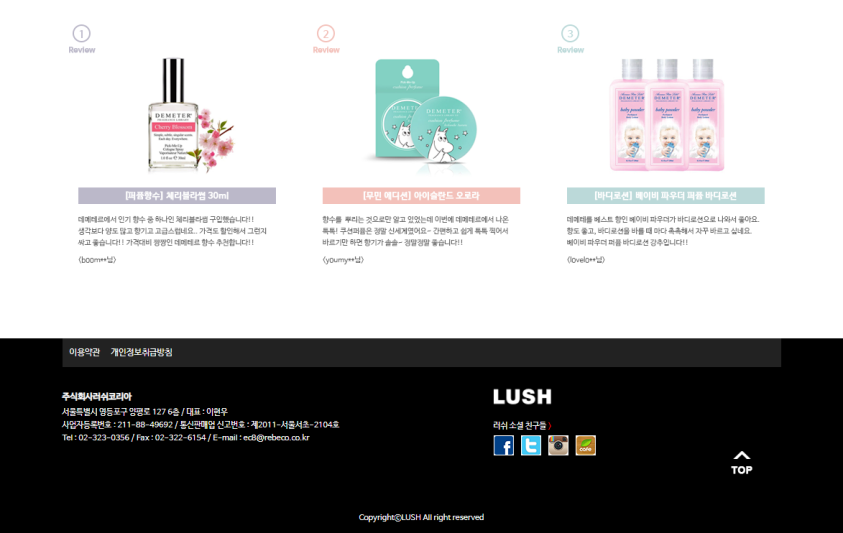 1
Review
2
Review
3
Review
DEMETER
Cherry Blossom
DEMETER
DEMETER
baby powder
baby powder
baby powder
[퍼퓸향수] 체리블라썸 30ml
[무민 에디션] 아이슬란드 오로라
[바디로션] 베이비 파우더 퍼퓸 바디로션
데메테르에서 인기 향수 중 하나인 체리블라썸 구입했습니다!!
생각보다 양도 많고 향기고 고급스럽네요.. 가격도 할인해서 그런지
싸고 좋습니다!! 가격대비 짱짱인 데메테르 향수 추천합니다!!
<boom**님>
향수를 뿌리는 것으로만 알고 있었는데 이번에 데메테르에서 나온
톡톡! 쿠션퍼퓸은 정말 신세계였어요~ 간편하고 쉽게 톡톡 찍어서
바르기만 하면 향기가 솔솔~ 정말정말 좋습니다!!
<youmy**님>
데메테를 베스트 향인 베이비 파우더가 바디로션으로 나와서 좋아요.
향도 좋고, 바디로션을 바를 때 마다 촉촉해서 자꾸 바르고 싶네요.
베이비 파우더 퍼퓸 바디로션 강추입니다!!
<lovelo**님>
이용약관 개인정보취급방침
주식회사러쉬코리아
서울특별시 영등포구 양평로 127 6층 / 대표 : 이현우
사업자등록번호 : 211-88-49692 / 통신판매업 신고번호 : 제2011-서울서초-2104호
Tel : 02-323-0356 / Fax : 02-322-6154 / E-mail : ec8@rebeco.co.kr
LUSH
러쉬 소셜 친구들 >
cafe
TOP
CopyrightⓒLUSH All right reserved